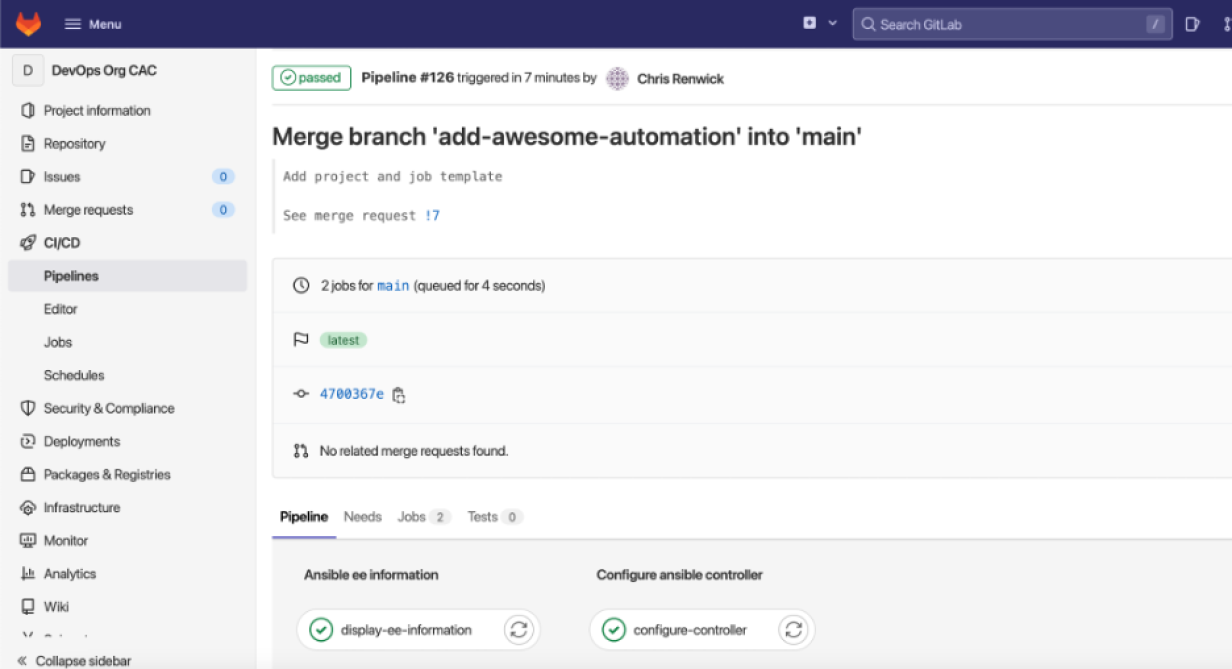 Menu
Search GitLab /
D DevOps Org CAC
Project information
Repository
Issues 0
Merge requests 0
CI/CD
Pipelines
Editor
Jobs
Schedules
Security & Compliance
Deployments
Packages & Registries
Infrastructure
Monitor
Analytics
Wiki
Collapse sidebar
passed Pipeline #126 triggered in 7 minutes by Chris Renwick
Merge branch 'add-awesome-automation' into 'main'
Add project and job template
See merge request !7
2 jobs for main (queued for 4 seconds)
latest
4700367e
No related merge requests found.
Pipeline Needs Jobs 2 Tests 0
Ansible ee information Configure ansible controller
display-ee-information configure-controller